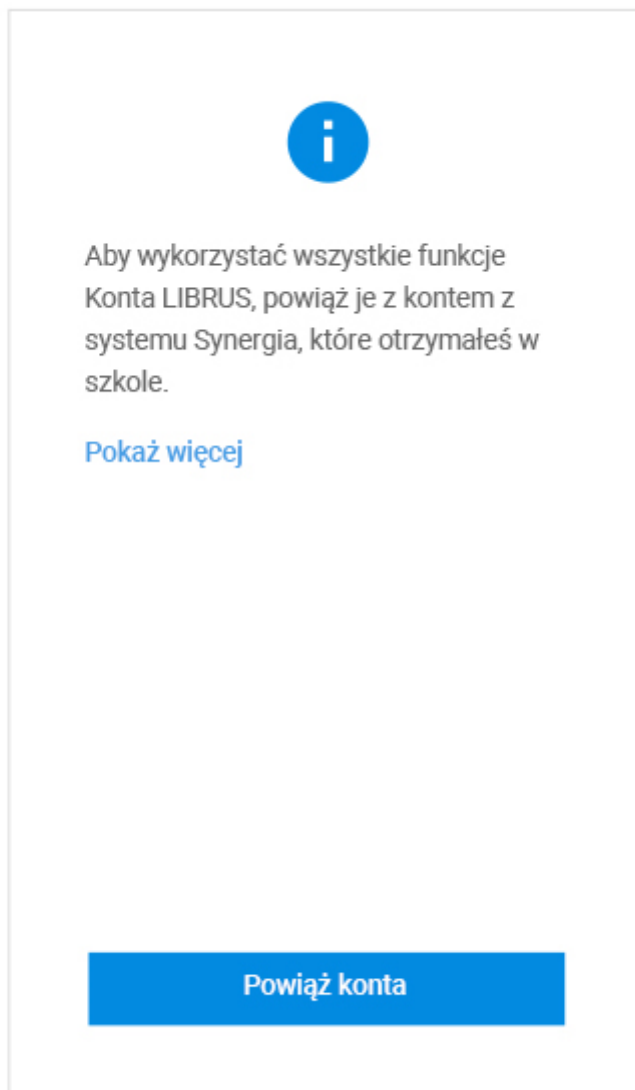 Aby wykorzystać wszystkie funkcje
Konta LIBRUS, powiąż je z kontem z
systemu Synergia, które otrzymałeś w
szkole.
Pokaż więcej
Powiąż konta